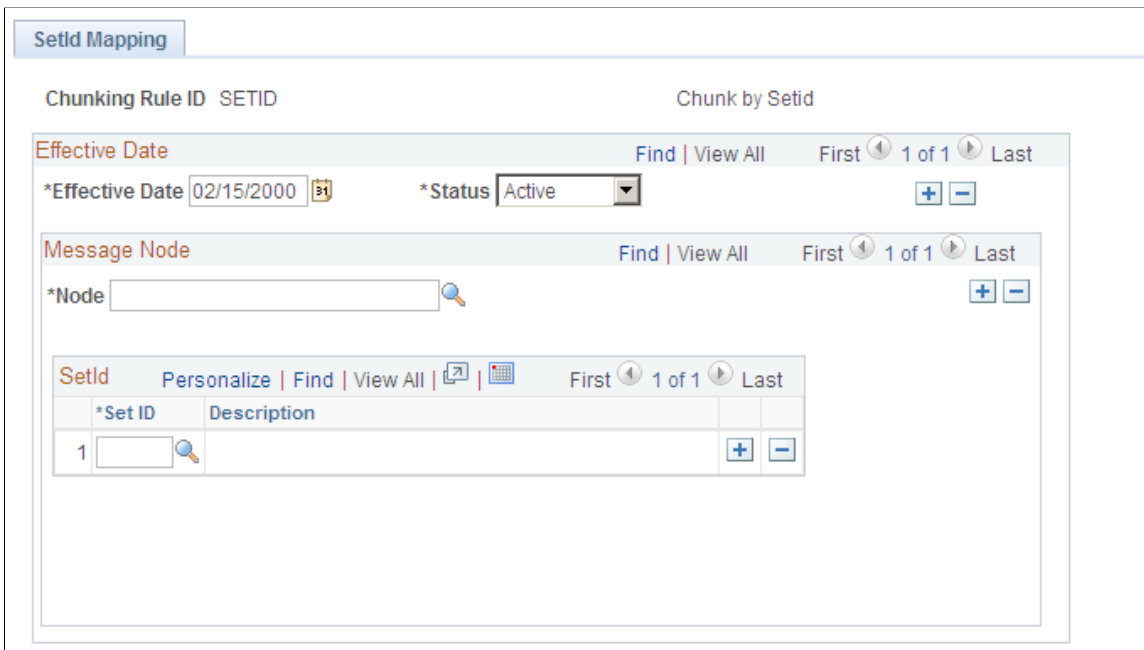 SetId Mapping
Chunking Rule ID SETID Chunk by Setid
Effective Date Find | View All First 1 of 1 Last
*Effective Date 02/15/2000 31 *Status Active
Message Node Find | View All First 1 of 1 Last
*Node
SetId Personalize | Find | View All | | First 1 of 1 Last
*Set ID Description
1